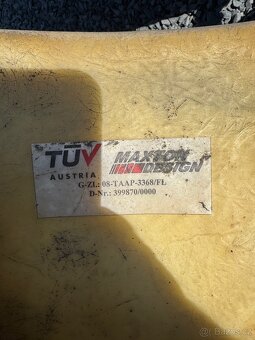 TÜV
AUSTRIA
MAXTON
DESIGN
G-ZL: 08-TAAP-3368/FL
D-Nr.: 399870/0000